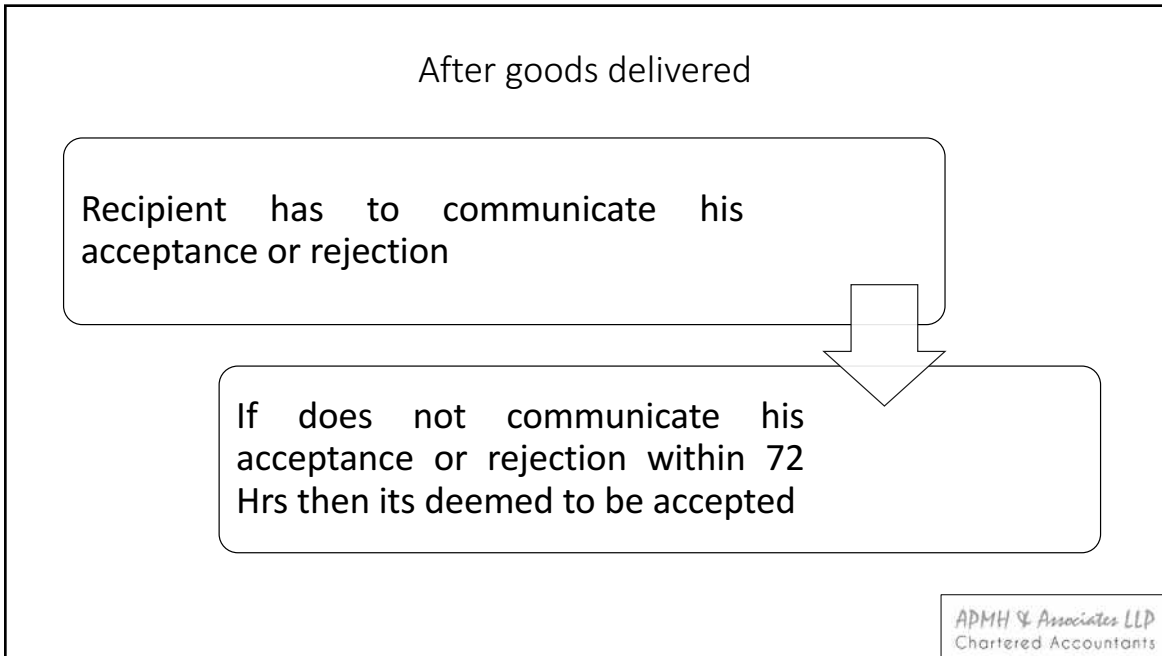 After goods delivered
Recipient has to communicate his
acceptance or rejection
If does not communicate his
acceptance or rejection within 72
Hrs then its deemed to be accepted
APMH & Associates LLP
Chartered Accountants